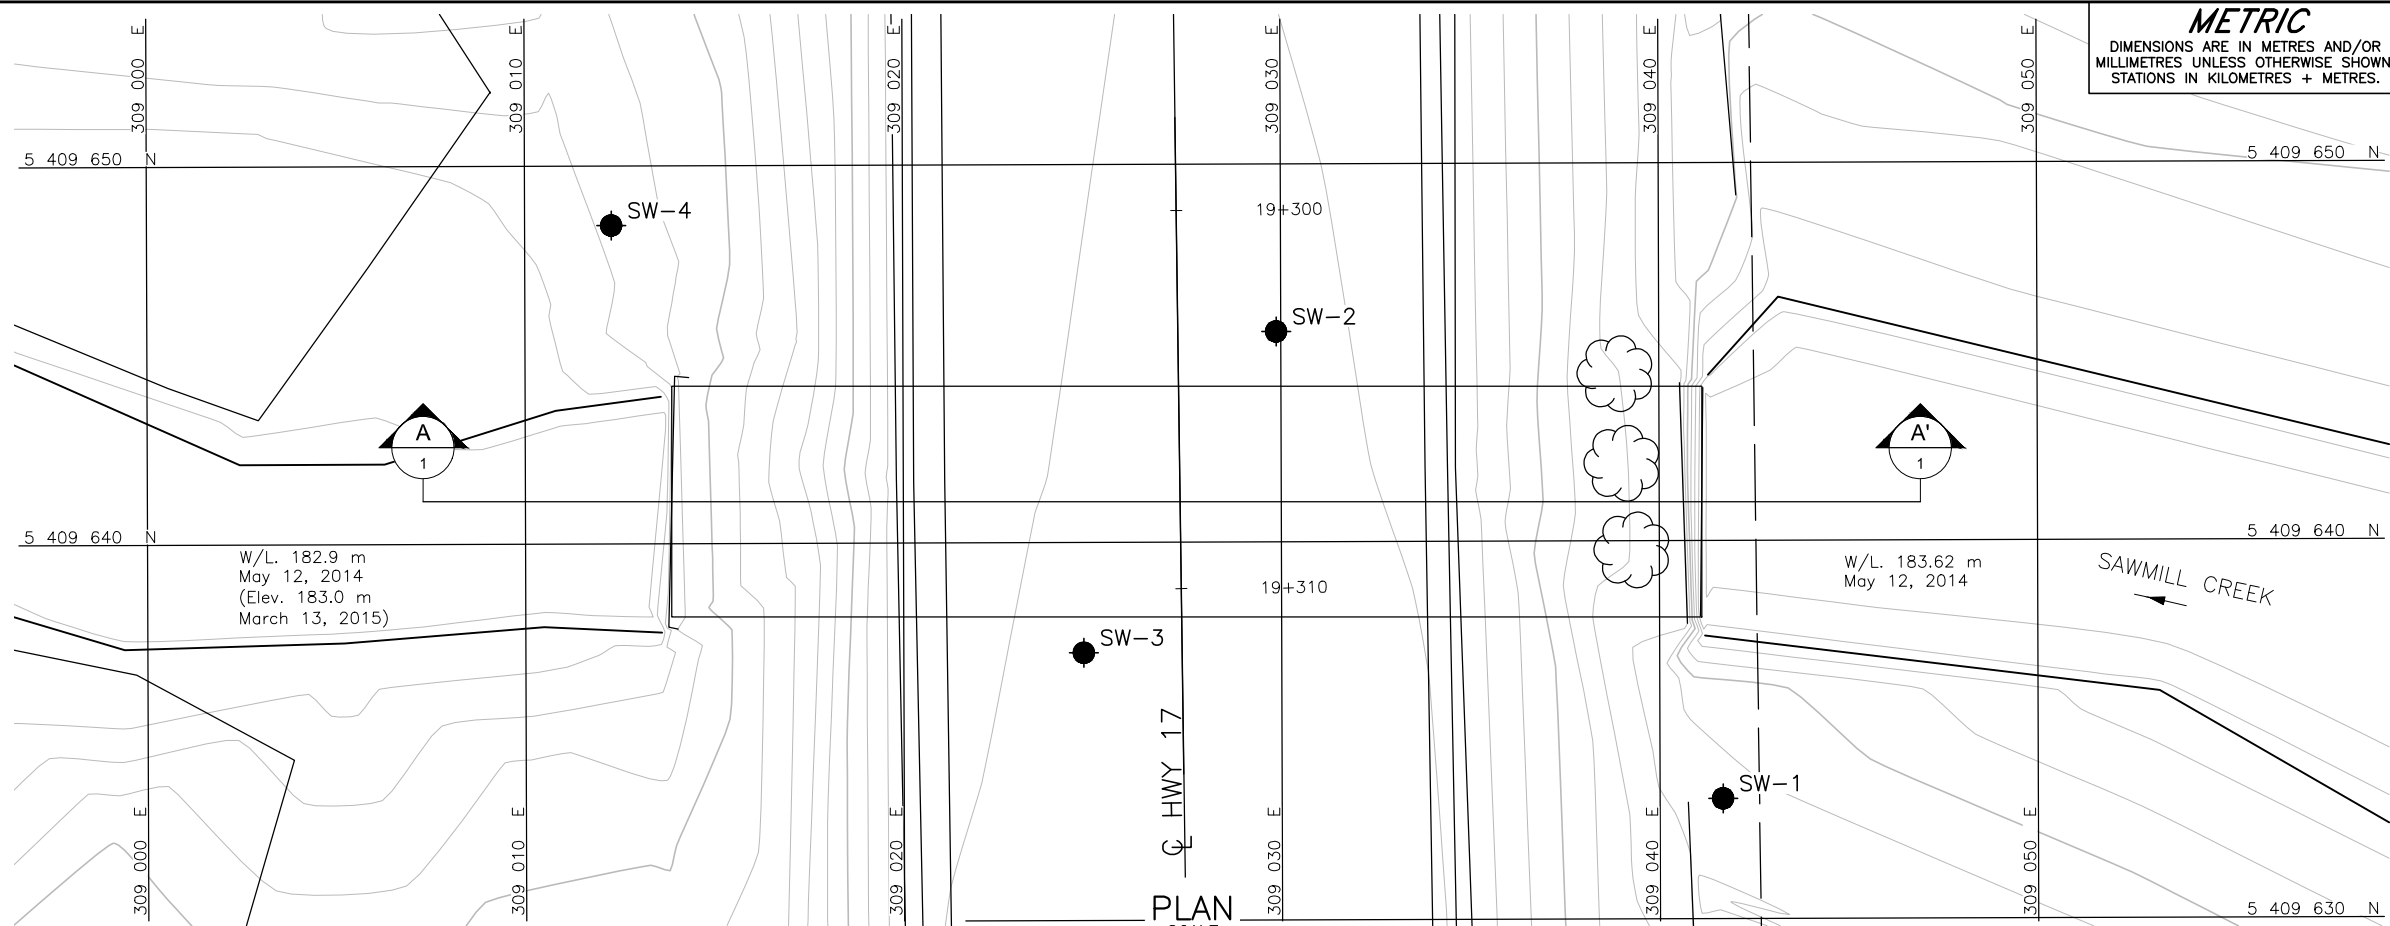 METRIC
DIMENSIONS ARE IN METRES AND/OR
MILLIMETRES UNLESS OTHERWISE SHOWN
STATIONS IN KILOMETRES + METRES.
309 000 E
309 010 E
309 020 E
309 030 E
309 040 E
309 050 E
5 409 650 N
5 409 650 N
SW-4
19+300
SW-2
A
1
A'
1
5 409 640 N
5 409 640 N
W/L. 182.9 m
May 12, 2014
(Elev. 183.0 m
March 13, 2015)
19+310
W/L. 183.62 m
May 12, 2014
SAWMILL CREEK
SW-3
SW-1
℄ HWY 17
309 000 E
309 010 E
309 020 E
309 030 E
309 040 E
309 050 E
PLAN
5 409 630 N